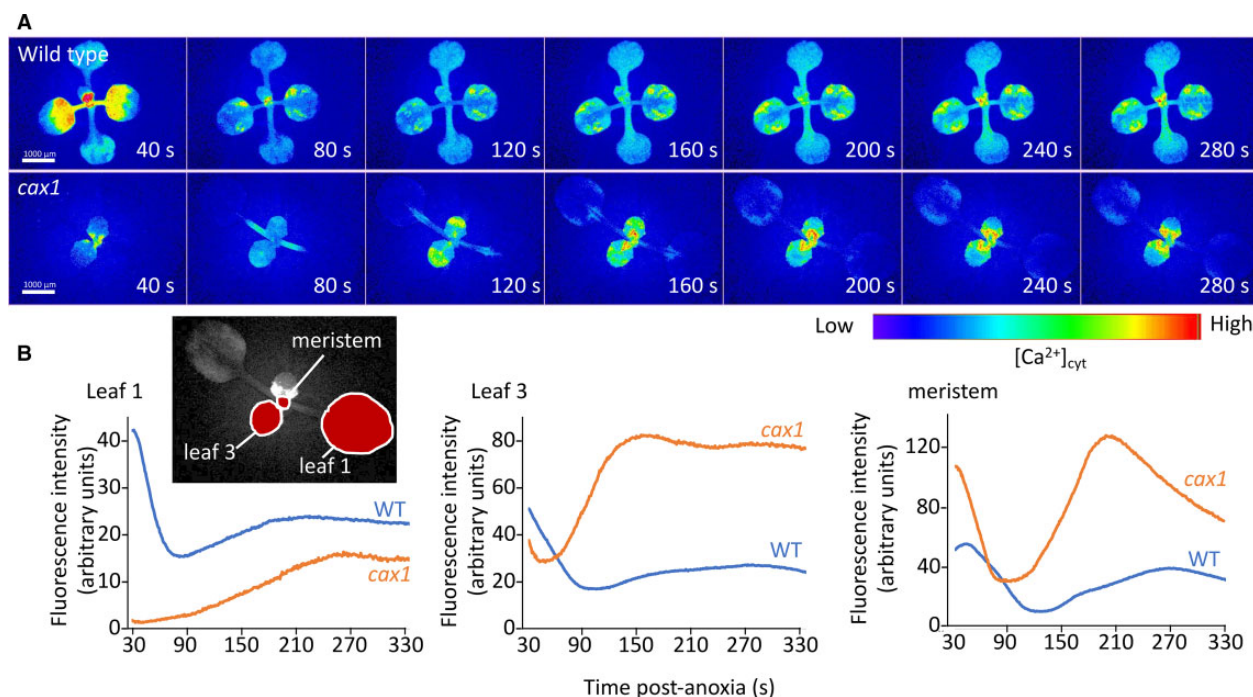 A
Wild type
40 s
80 s
120 s
160 s
200 s
240 s
280 s
1000 µm
cax1
40 s
80 s
120 s
160 s
200 s
240 s
280 s
1000 µm
Low
High
[Ca²⁺]cyt
B
meristem
leaf 3
leaf 1
Leaf 1
Fluorescence intensity
(arbitrary units)
40
30
20
10
0
WT
cax1
30 90 150 210 270 330
Leaf 3
Fluorescence intensity
(arbitrary units)
80
60
40
20
0
cax1
WT
30 90 150 210 270 330
meristem
Fluorescence intensity
(arbitrary units)
120
80
40
0
cax1
WT
30 90 150 210 270 330
Time post-anoxia (s)